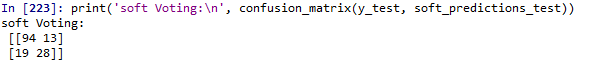 In [223]: print('soft Voting:\n', confusion_matrix(y_test, soft_predictions_test))
soft Voting:
[[94 13]
[19 28]]